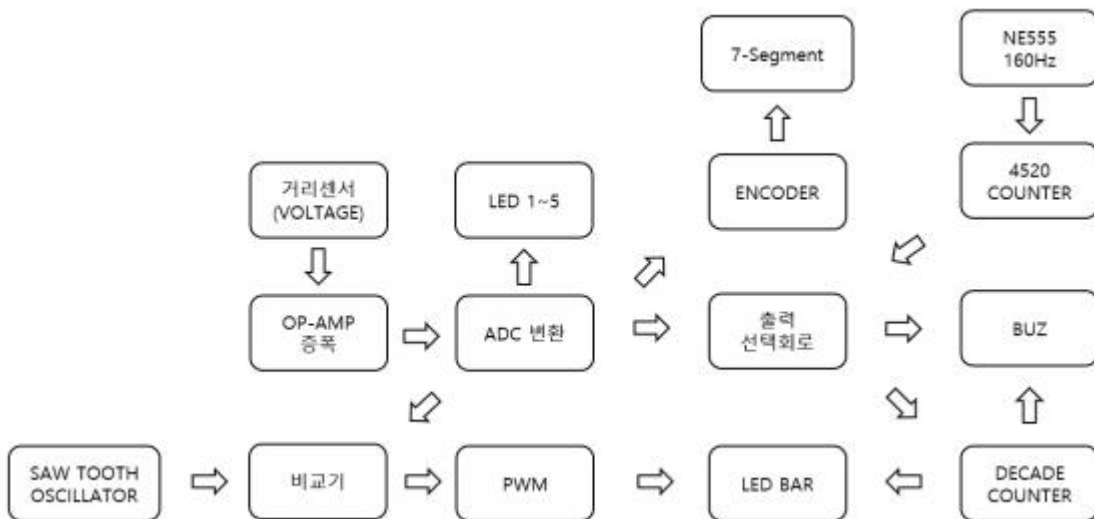 7-Segment
NE555
160Hz
거리센서
(VOLTAGE)
LED 1~5
ENCODER
4520
COUNTER
OP-AMP
증폭
ADC 변환
출력
선택회로
BUZ
SAW TOOTH
OSCILLATOR
비교기
PWM
LED BAR
DECADE
COUNTER